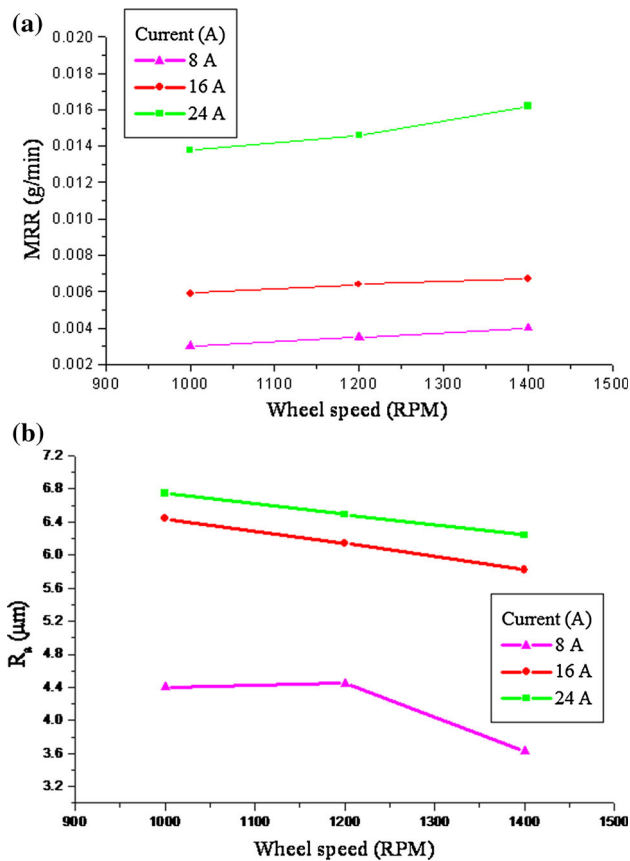 (a)
Current (A)
8 A
16 A
24 A
0.020
0.018
0.016
0.014
0.012
0.010
0.008
0.006
0.004
0.002
MRR (g/min)
900 1000 1100 1200 1300 1400 1500
Wheel speed (RPM)
(b)
7.2
6.8
6.4
6.0
5.6
5.2
4.8
4.4
4.0
3.6
3.2
Ra (μm)
Current (A)
8 A
16 A
24 A
900 1000 1100 1200 1300 1400 1500
Wheel speed (RPM)